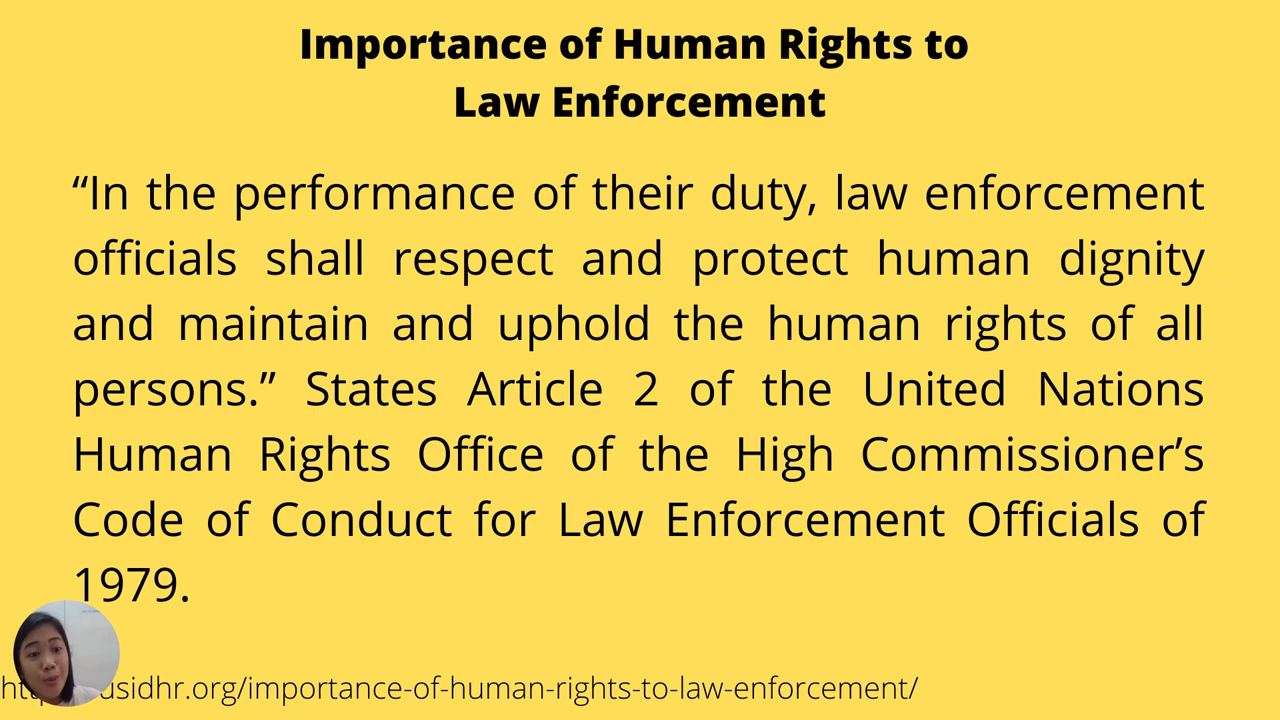 Importance of Human Rights to
Law Enforcement
“In the performance of their duty, law enforcement
officials shall respect and protect human dignity
and maintain and uphold the human rights of all
persons.” States Article 2 of the United Nations
Human Rights Office of the High Commissioner’s
Code of Conduct for Law Enforcement Officials of
1979.
usidhr.org/importance-of-human-rights-to-law-enforcement/